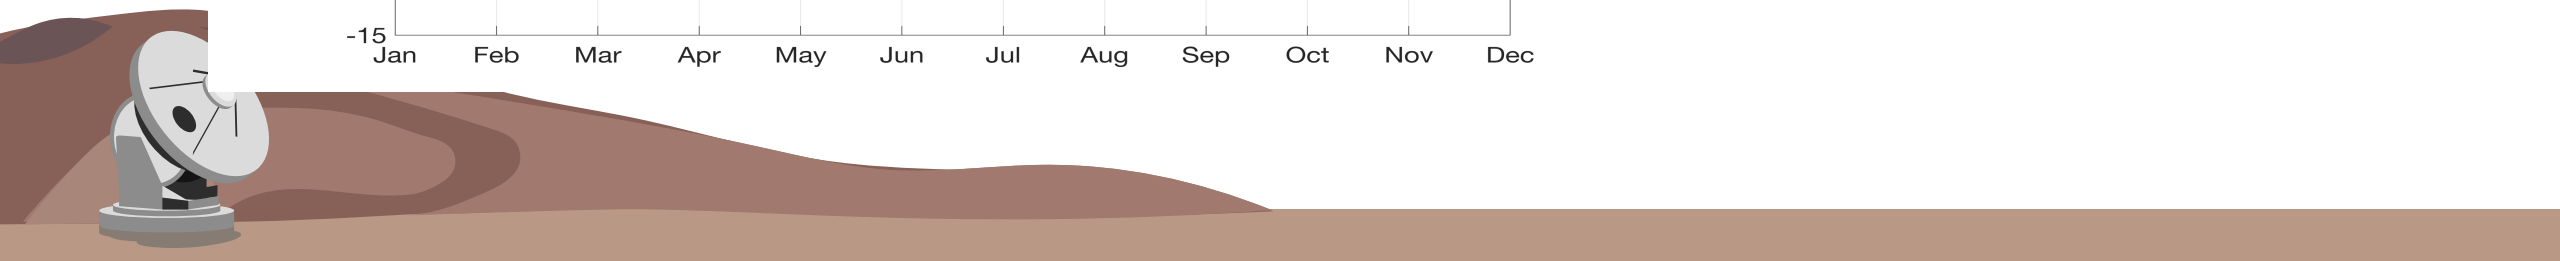 -15
Jan Feb Mar Apr May Jun Jul Aug Sep Oct Nov Dec